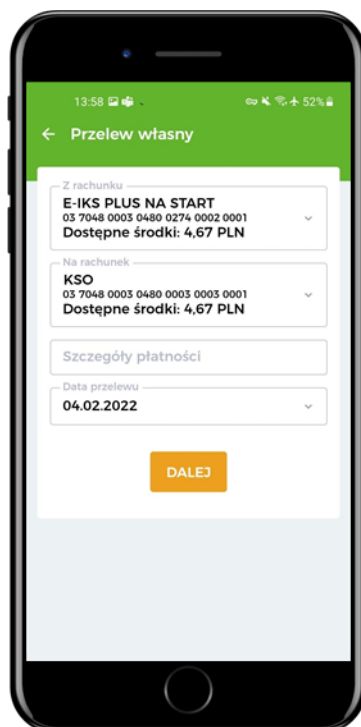 13:58 52%
Przelew własny
Z rachunku
E-IKS PLUS NA START
03 7048 0003 0480 0274 0002 0001
Dostępne środki: 4,67 PLN
Na rachunek
KSO
03 7048 0003 0480 0003 0003 0001
Dostępne środki: 4,67 PLN
Szczegóły płatności
Data przelewu
04.02.2022
DALEJ